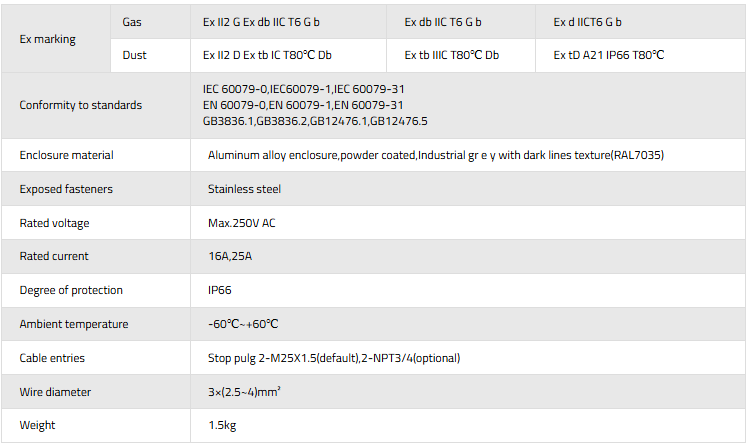 Ex marking
Gas
Ex II2 G Ex db IIC T6 G b
Ex db IIC T6 G b
Ex d IICT6 G b
Dust
Ex II2 D Ex tb IC T80℃ Db
Ex tb IIIC T80℃ Db
Ex tD A21 IP66 T80℃
Conformity to standards
IEC 60079-0,IEC60079-1,IEC 60079-31
EN 60079-0,EN 60079-1,EN 60079-31
GB3836.1,GB3836.2,GB12476.1,GB12476.5
Enclosure material
Aluminum alloy enclosure,powder coated,Industrial gr e y with dark lines texture(RAL7035)
Exposed fasteners
Stainless steel
Rated voltage
Max.250V AC
Rated current
16A,25A
Degree of protection
IP66
Ambient temperature
-60℃~+60℃
Cable entries
Stop pulg 2-M25X1.5(default),2-NPT3/4(optional)
Wire diameter
3×(2.5~4)mm²
Weight
1.5kg